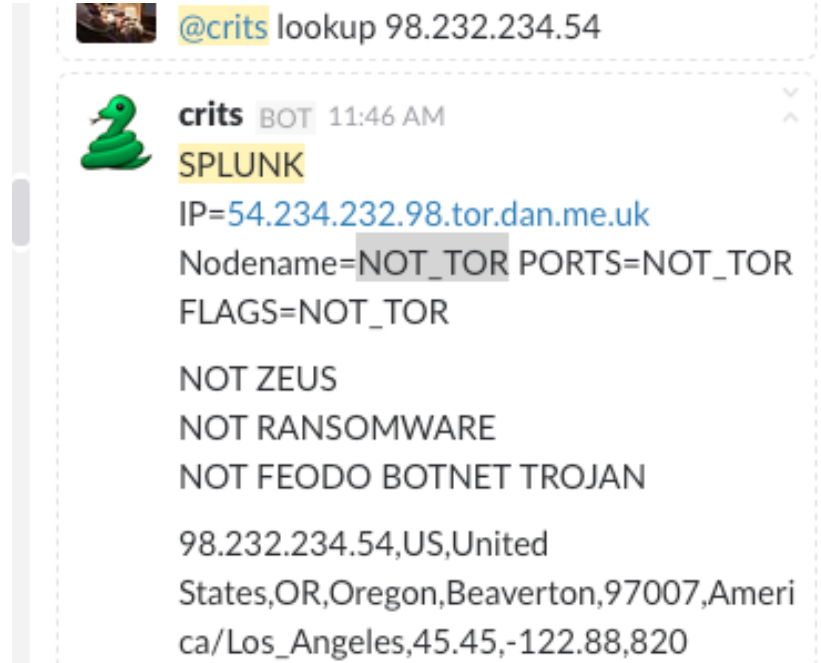 @crits lookup 98.232.234.54
crits BOT 11:46 AM
SPLUNK
IP=54.234.232.98.tor.dan.me.uk
Nodename=NOT_TOR PORTS=NOT_TOR
FLAGS=NOT_TOR
NOT ZEUS
NOT RANSOMWARE
NOT FEODO BOTNET TROJAN
98.232.234.54,US,United
States,OR,Oregon,Beaverton,97007,Ameri
ca/Los_Angeles,45.45,-122.88,820